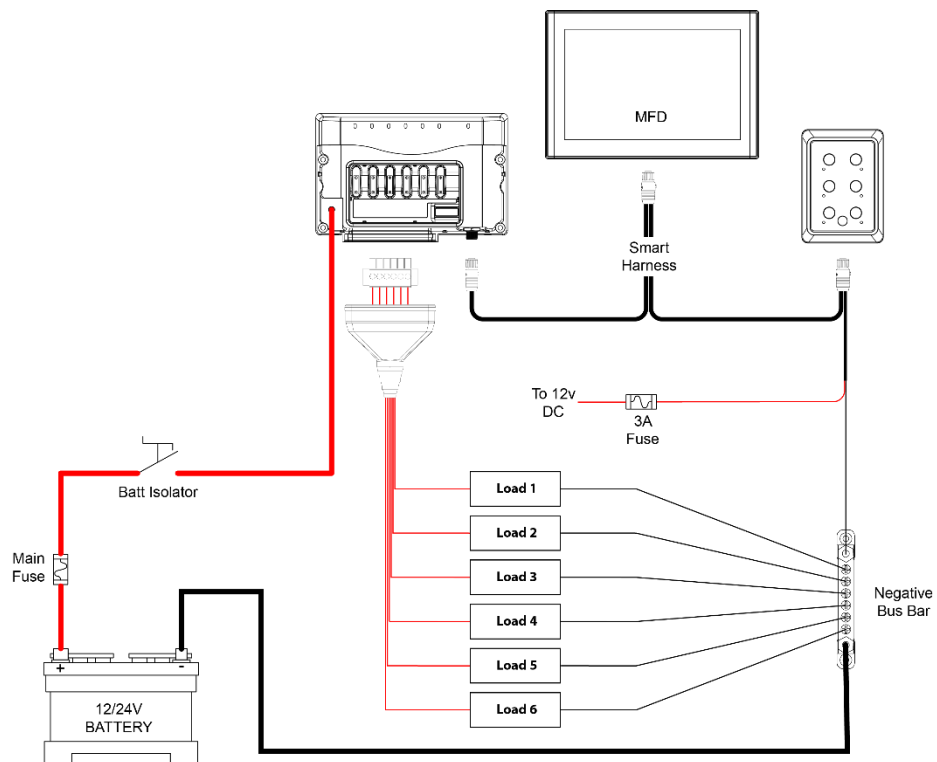 MFD
Smart
Harness
To 12v
DC
3A
Fuse
Batt Isolator
Main
Fuse
Load 1
Load 2
Load 3
Load 4
Load 5
Load 6
Negative
Bus Bar
+ -
12/24V
BATTERY